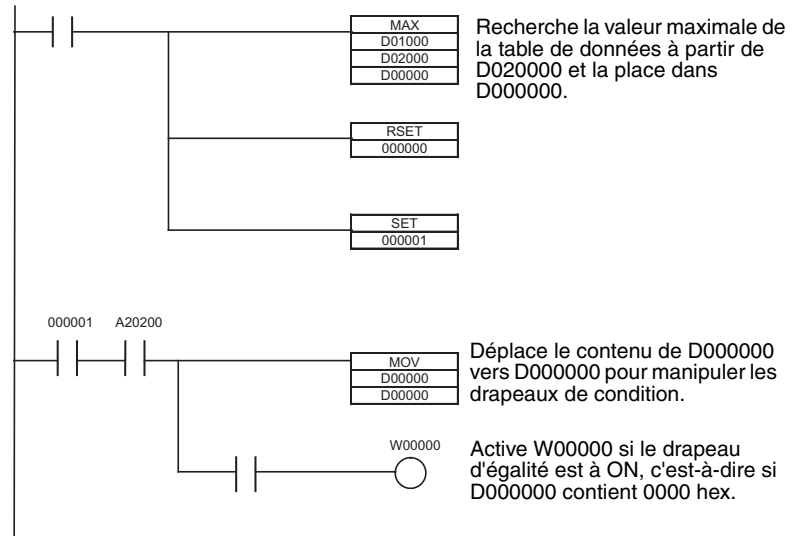 MAX
D01000
D02000
D00000
Recherche la valeur maximale de
la table de données à partir de
D020000 et la place dans
D000000.
RSET
000000
SET
000001
000001 A20200
MOV
D00000
D00000
Déplace le contenu de D000000
vers D000000 pour manipuler les
drapeaux de condition.
W00000
Active W00000 si le drapeau
d'égalité est à ON, c'est-à-dire si
D000000 contient 0000 hex.